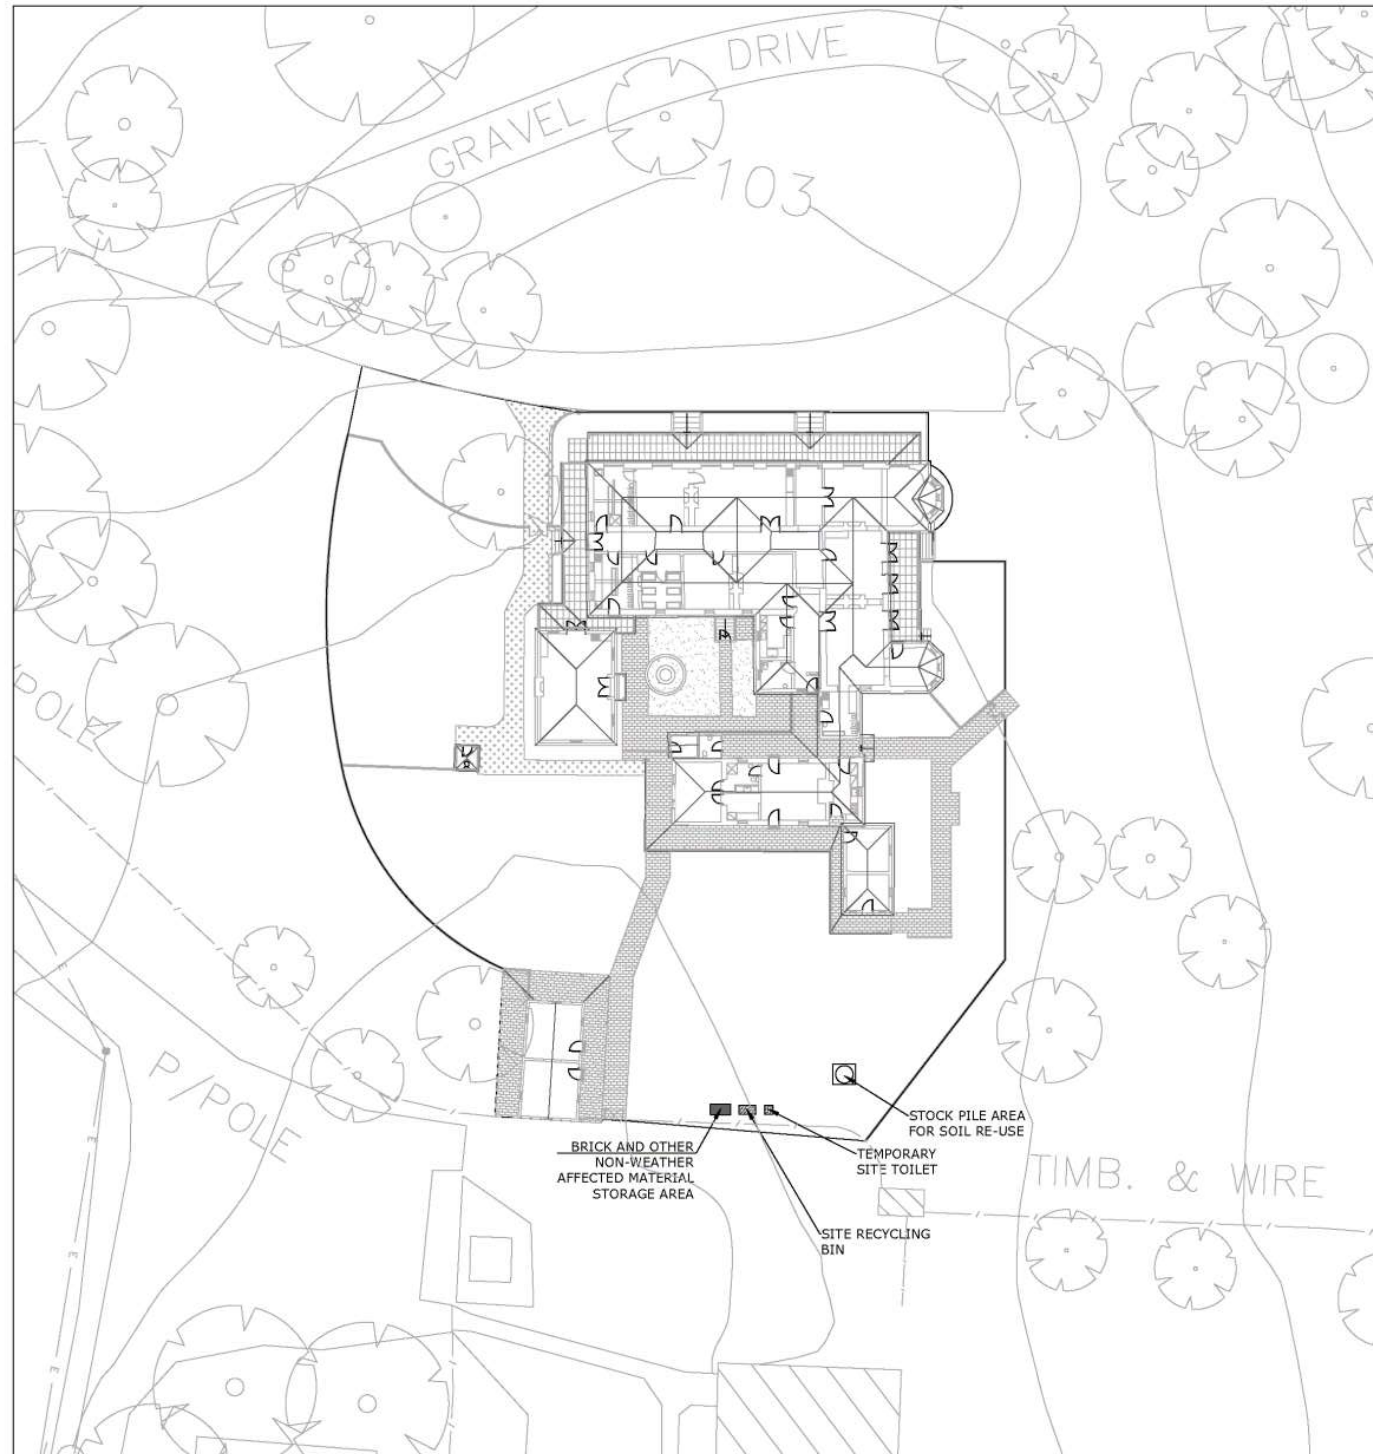 DRIVE
GRAVEL
103
POLE
P/POLE
E
E
E
STOCK PILE AREA
FOR SOIL RE-USE
BRICK AND OTHER
NON-WEATHER
AFFECTED MATERIAL
STORAGE AREA
TEMPORARY
SITE TOILET
TIMB. & WIRE
SITE RECYCLING
BIN